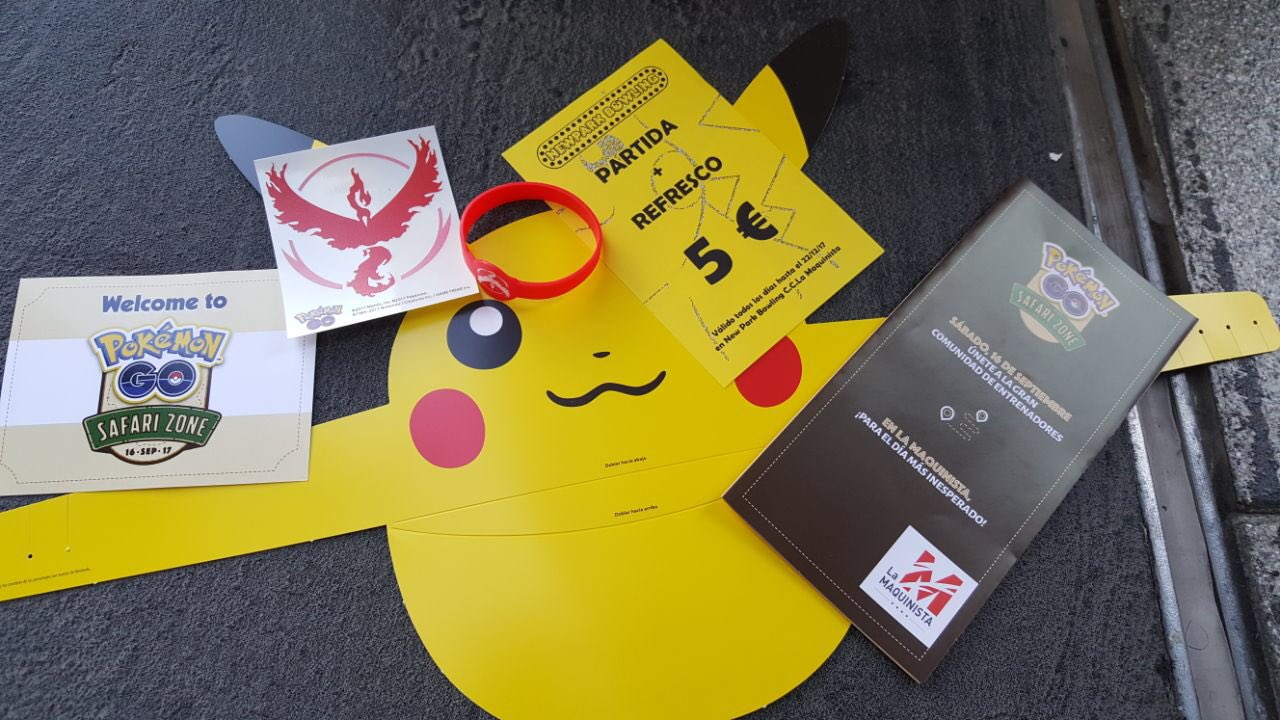 Welcome to
Pokémon
GO
SAFARI ZONE
16·SEP·17
Pokémon
GO
NEWPARK BOWLING
PARTIDA
+
REFRESCO
5 €
Válido todos los días hasta el 22/12/17
en New Park Bowling C.C.La Maquinista
Doblar hacia abajo
Doblar hacia arriba
Pokémon
GO
SAFARI ZONE
SÁBADO, 16 DE SEPTIEMBRE
ÚNETE A LA GRAN
COMUNIDAD DE ENTRENADORES
EN LA MAQUINISTA,
¡PARA EL DÍA MÁS INESPERADO!
La
MAQUINISTA